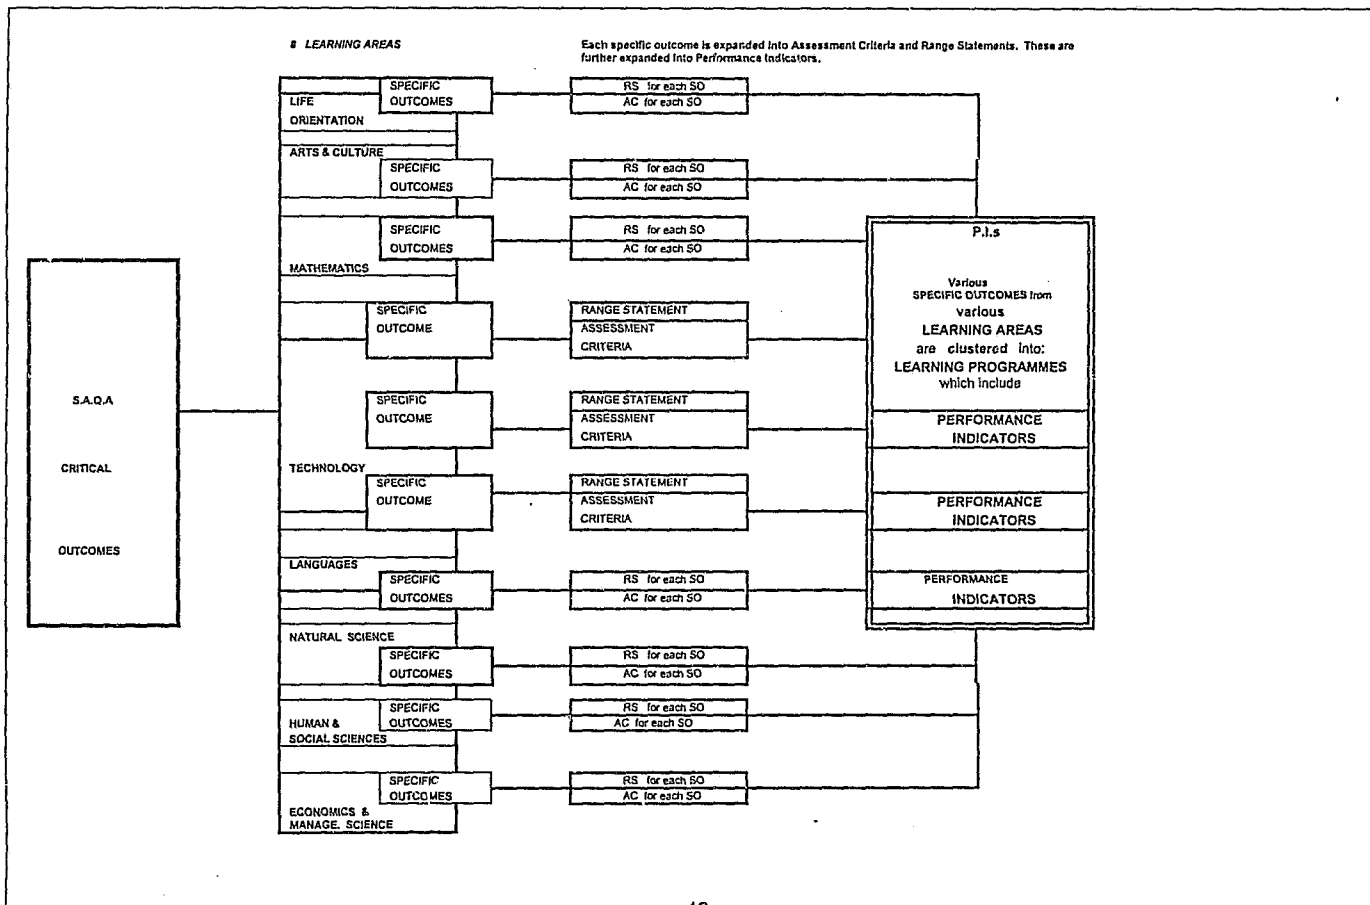 8 LEARNING AREAS
Each specific outcome is expanded into Assessment Criteria and Range Statements. These are
further expanded into Performance Indicators.
S.A.Q.A
CRITICAL
OUTCOMES
LIFE
ORIENTATION
SPECIFIC
OUTCOMES
RS for each SO
AC for each SO
ARTS & CULTURE
SPECIFIC
OUTCOMES
RS for each SO
AC for each SO
SPECIFIC
OUTCOMES
RS for each SO
AC for each SO
MATHEMATICS
SPECIFIC
OUTCOME
RANGE STATEMENT
ASSESSMENT
CRITERIA
SPECIFIC
OUTCOME
RANGE STATEMENT
ASSESSMENT
CRITERIA
TECHNOLOGY
SPECIFIC
OUTCOME
RANGE STATEMENT
ASSESSMENT
CRITERIA
LANGUAGES
SPECIFIC
OUTCOMES
RS for each SO
AC for each SO
NATURAL SCIENCE
SPECIFIC
OUTCOMES
RS for each SO
AC for each SO
HUMAN &
SOCIAL SCIENCES
SPECIFIC
OUTCOMES
RS for each SO
AC for each SO
SPECIFIC
OUTCOMES
RS for each SO
AC for each SO
ECONOMICS &
MANAGE. SCIENCE
P.I.s
Various
SPECIFIC OUTCOMES from
various
LEARNING AREAS
are clustered into:
LEARNING PROGRAMMES
which include
PERFORMANCE
INDICATORS
PERFORMANCE
INDICATORS
PERFORMANCE
INDICATORS